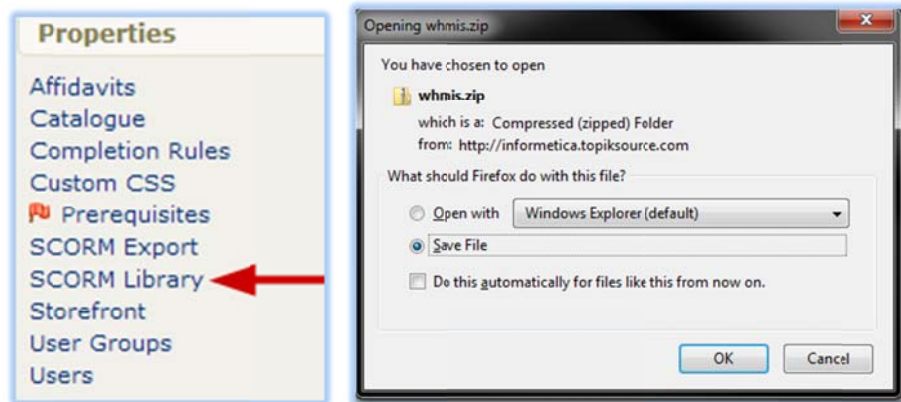 Properties
Affidavits
Catalogue
Completion Rules
Custom CSS
Prerequisites
SCORM Export
SCORM Library
Storefront
User Groups
Users
Opening whmis.zip
You have chosen to open
whmis.zip
which is a: Compressed (zipped) Folder
from: http://informetica.topiksource.com
What should Firefox do with this file?
Open with Windows Explorer (default)
Save File
Do this automatically for files like this from now on.
OK Cancel